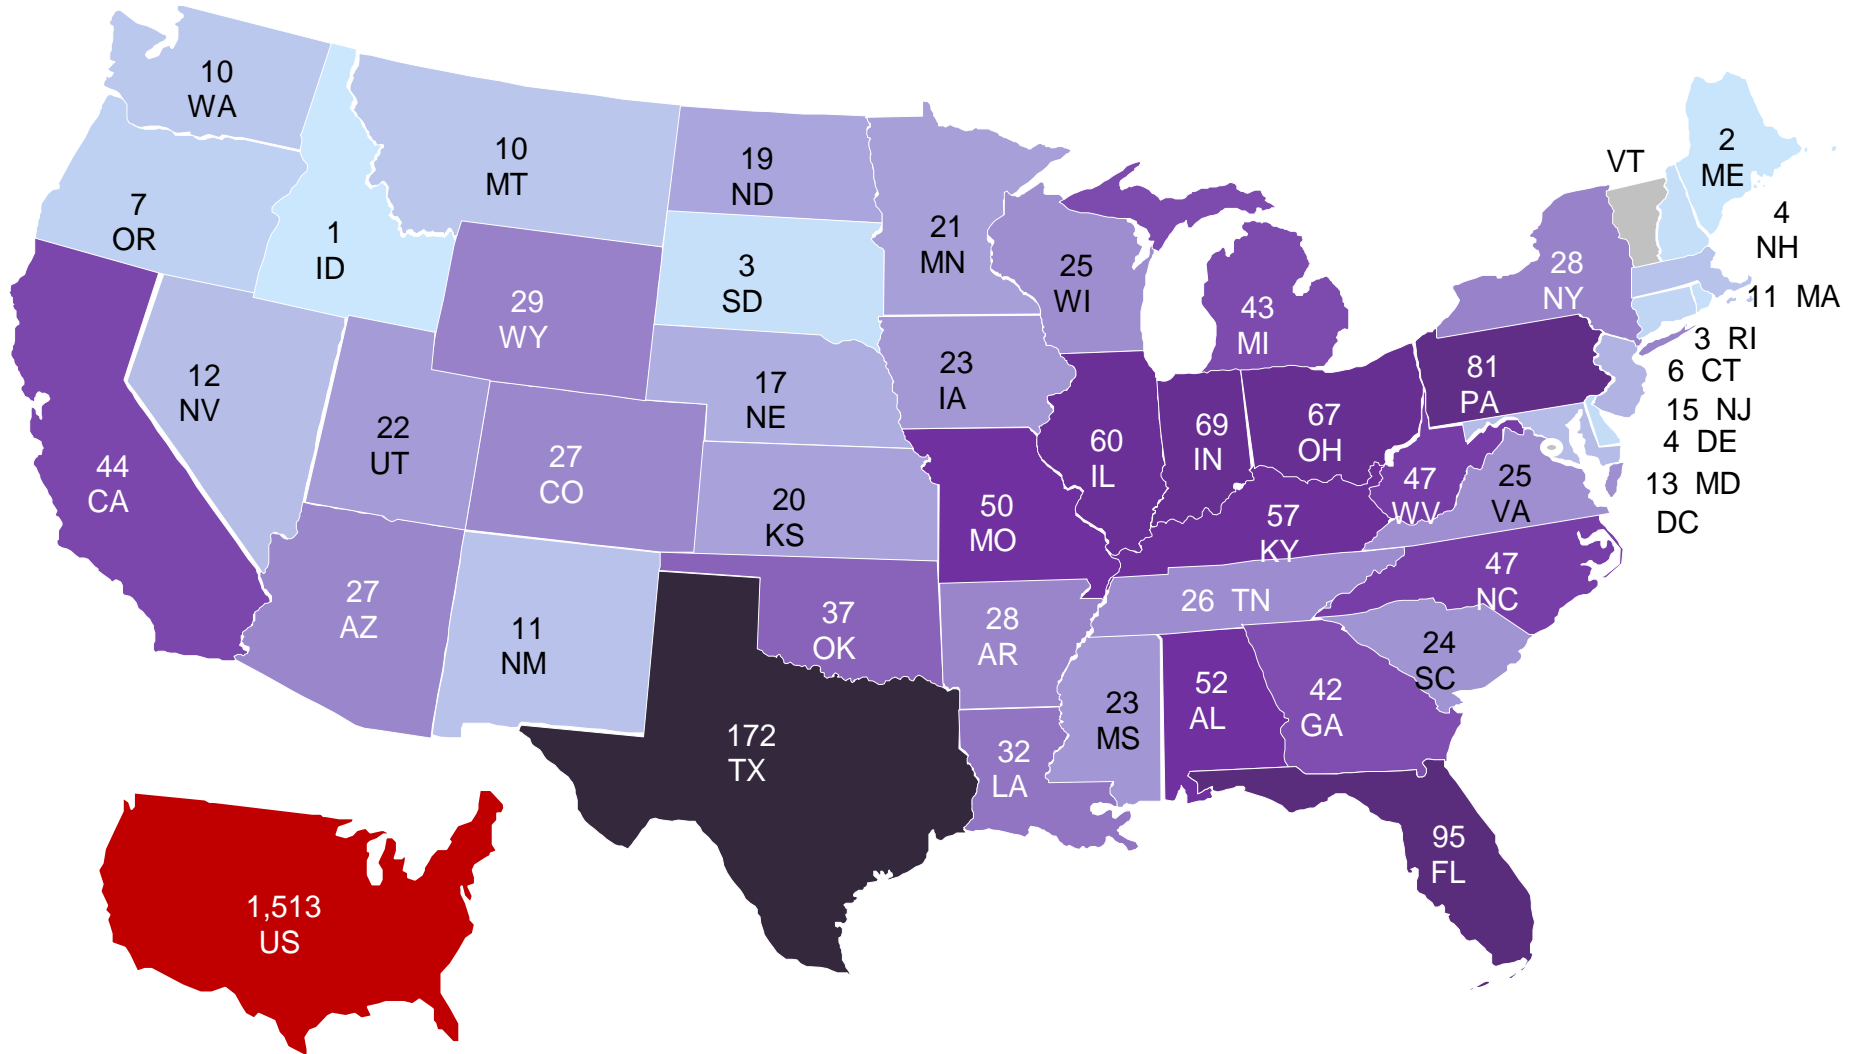 10
WA
7
OR
1
ID
10
MT
19
ND
3
SD
29
WY
21
MN
25
WI
43
MI
28
NY
VT
2
ME
4
NH
11 MA
3 RI
6 CT
15 NJ
4 DE
13 MD
DC
81
PA
67
OH
69
IN
60
IL
23
IA
17
NE
12
NV
22
UT
27
CO
20
KS
50
MO
57
KY
47
WV
25
VA
47
NC
44
CA
27
AZ
11
NM
37
OK
28
AR
26 TN
24
SC
42
GA
52
AL
23
MS
32
LA
172
TX
95
FL
1,513
US